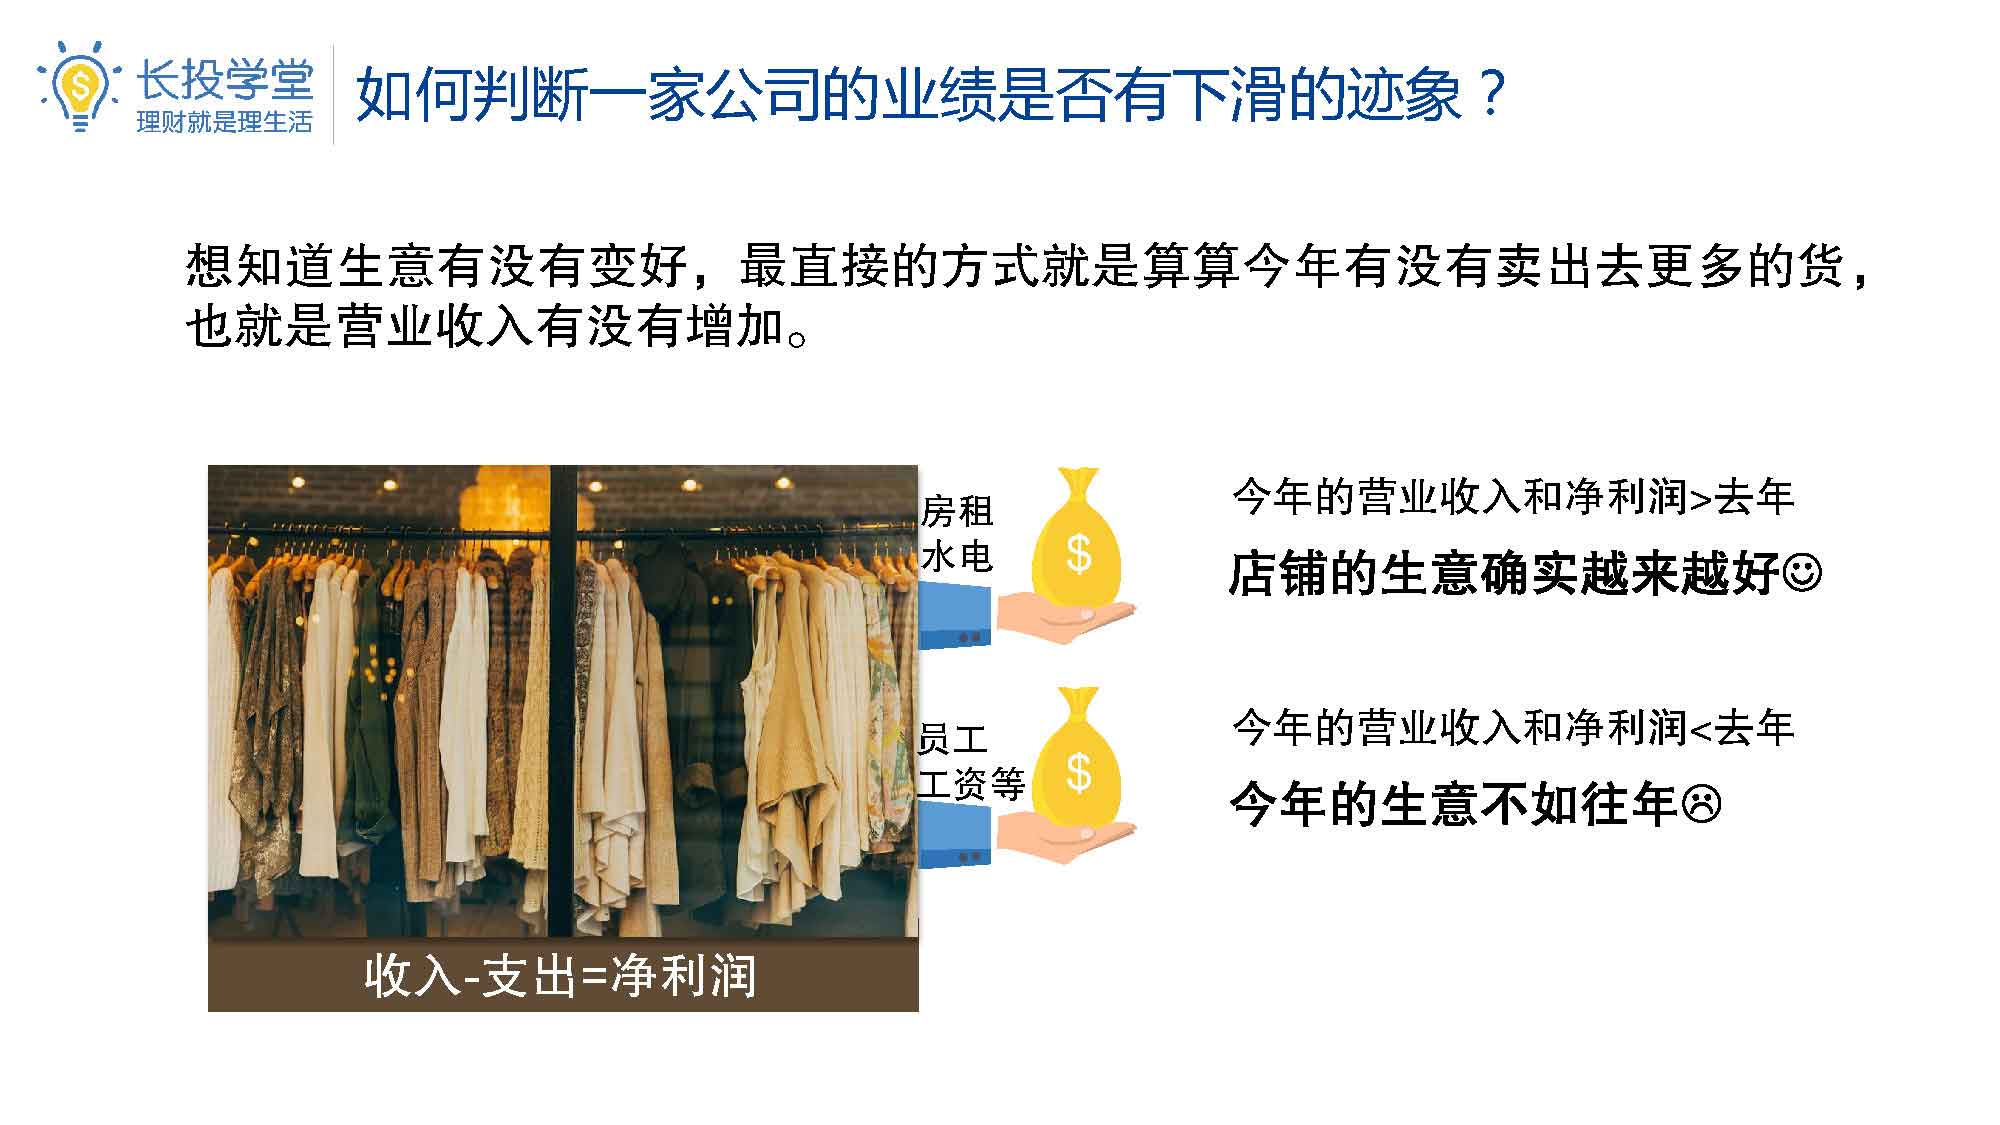 长投学堂
理财就是理生活
如何判断一家公司的业绩是否有下滑的迹象？
想知道生意有没有变好，最直接的方式就是算算今年有没有卖出去更多的货，
也就是营业收入有没有增加。
房租
水电
$
今年的营业收入和净利润>去年
店铺的生意确实越来越好☺
员工
工资等
$
今年的营业收入和净利润<去年
今年的生意不如往年☹
收入-支出=净利润